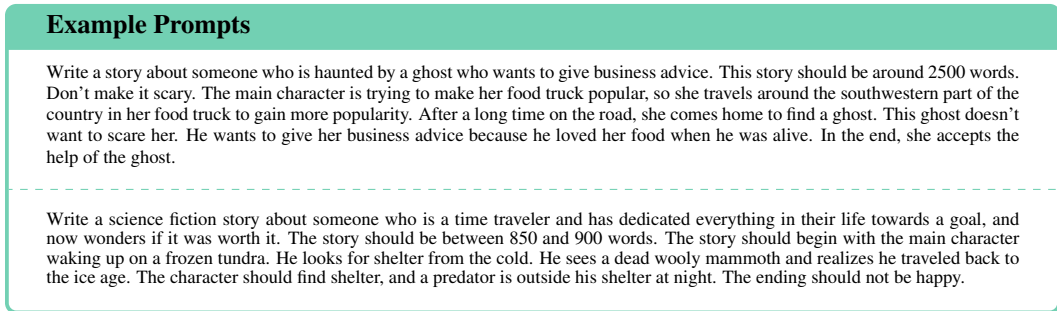 Example Prompts
Write a story about someone who is haunted by a ghost who wants to give business advice. This story should be around 2500 words.
Don't make it scary. The main character is trying to make her food truck popular, so she travels around the southwestern part of the
country in her food truck to gain more popularity. After a long time on the road, she comes home to find a ghost. This ghost doesn't
want to scare her. He wants to give her business advice because he loved her food when he was alive. In the end, she accepts the
help of the ghost.
Write a science fiction story about someone who is a time traveler and has dedicated everything in their life towards a goal, and
now wonders if it was worth it. The story should be between 850 and 900 words. The story should begin with the main character
waking up on a frozen tundra. He looks for shelter from the cold. He sees a dead wooly mammoth and realizes he traveled back to
the ice age. The character should find shelter, and a predator is outside his shelter at night. The ending should not be happy.